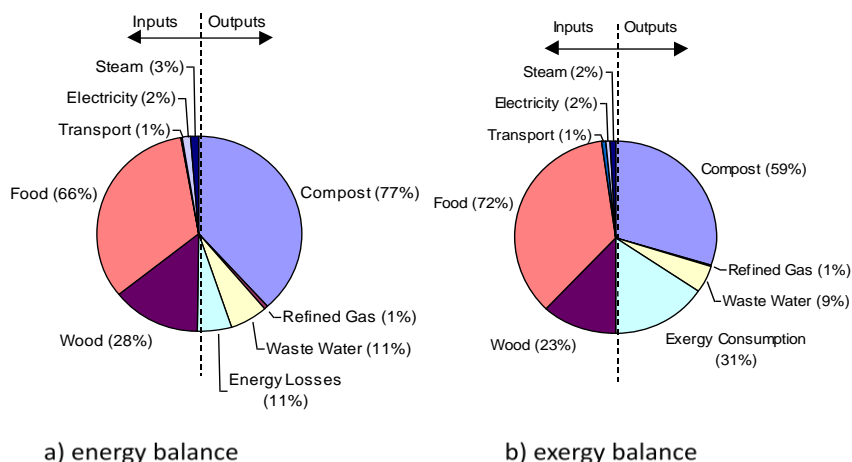 Inputs Outputs
Steam (3%)
Electricity (2%)
Transport (1%)
Food (66%)
Compost (77%)
Refined Gas (1%)
Wood (28%)
Waste Water (11%)
Energy Losses
(11%)
a) energy balance
Inputs Outputs
Steam (2%)
Electricity (2%)
Transport (1%)
Compost (59%)
Food (72%)
Refined Gas (1%)
Waste Water (9%)
Wood (23%)
Exergy Consumption
(31%)
b) exergy balance